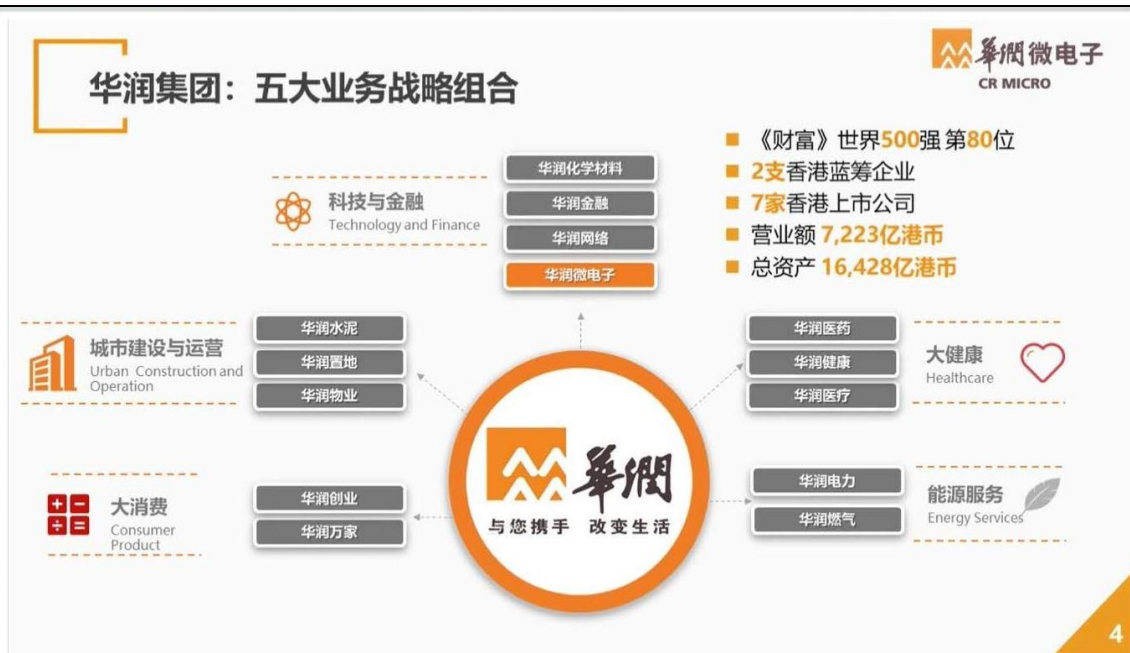 华润集团：五大业务战略组合
華潤微电子
CR MICRO
《财富》世界500强 第80位
2支香港蓝筹企业
7家香港上市公司
营业额 7,223亿港币
总资产 16,428亿港币
科技与金融
Technology and Finance
华润化学材料
华润金融
华润网络
华润微电子
城市建设与运营
Urban Construction and
Operation
华润水泥
华润置地
华润物业
大健康
Healthcare
华润医药
华润健康
华润医疗
大消费
Consumer
Product
华润创业
华润万家
能源服务
Energy Services
华润电力
华润燃气
華潤
与您携手 改变生活
4